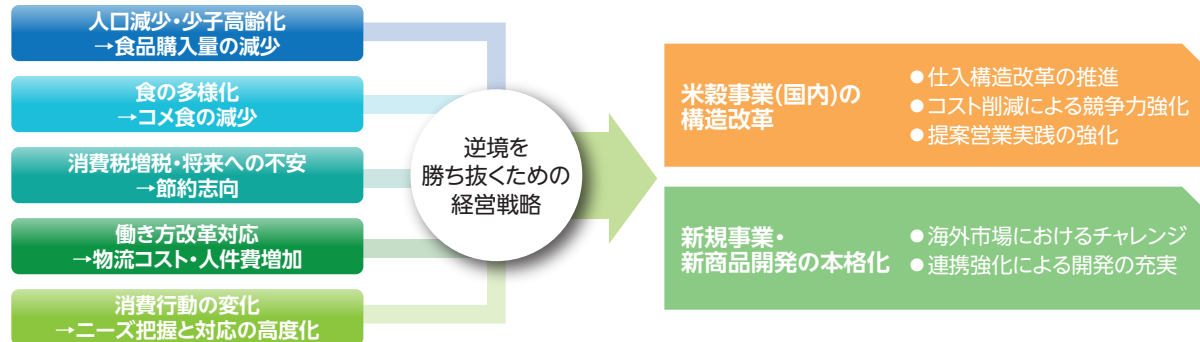 人口減少・少子高齢化
→食品購入量の減少
食の多様化
→コメ食の減少
消費税増税・将来への不安
→節約志向
働き方改革対応
→物流コスト・人件費増加
消費行動の変化
→ニーズ把握と対応の高度化
逆境を
勝ち抜くための
経営戦略
米穀事業(国内)の
構造改革
●仕入構造改革の推進
●コスト削減による競争力強化
●提案営業実践の強化
新規事業・
新商品開発の本格化
●海外市場におけるチャレンジ
●連携強化による開発の充実